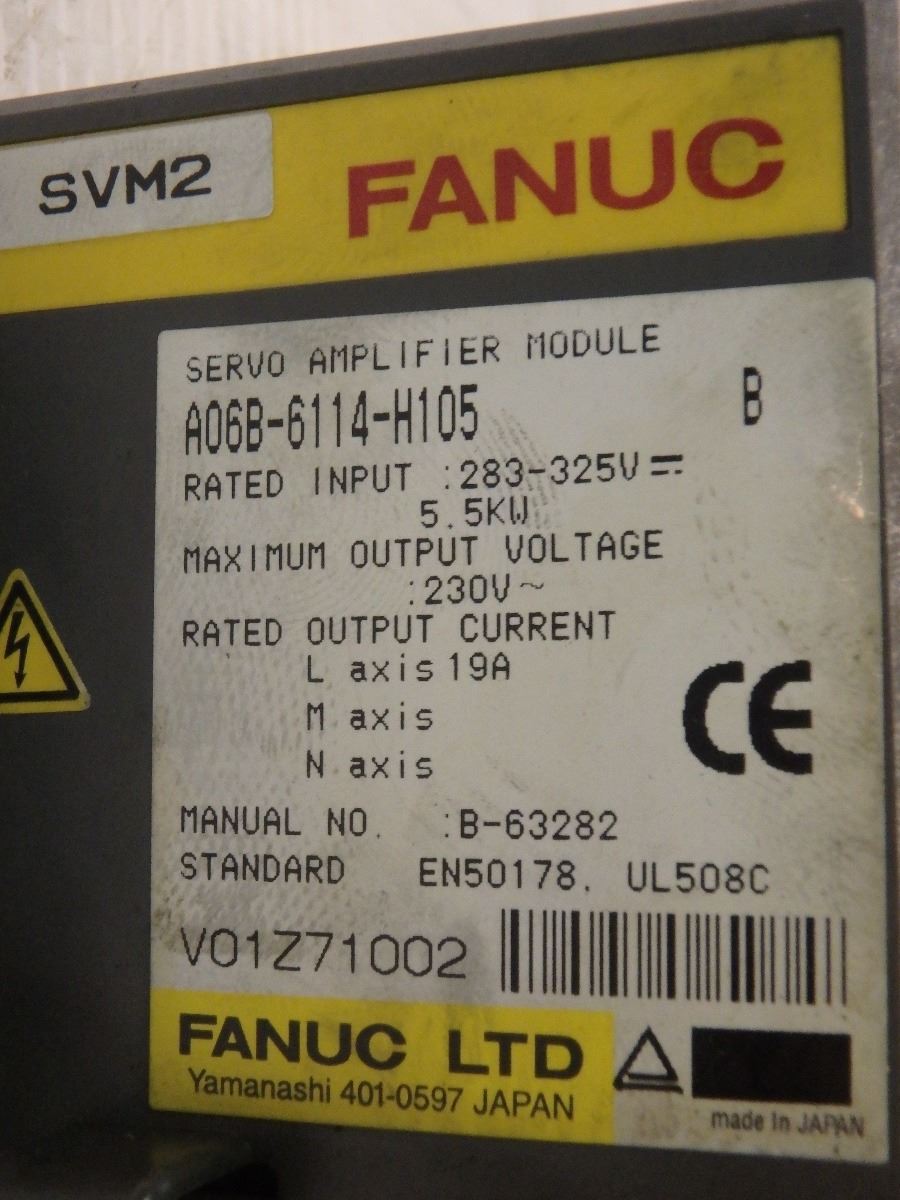 SVM2
FANUC
SERVO AMPLIFIER MODULE
A06B-6114-H105 B
RATED INPUT :283-325V⎓
5.5KW
MAXIMUM OUTPUT VOLTAGE
:230V~
RATED OUTPUT CURRENT
L axis 19A
M axis
N axis
CE
MANUAL NO. :B-63282
STANDARD EN50178. UL508C
V01Z71002
FANUC LTD
Yamanashi 401-0597 JAPAN
made in JAPAN